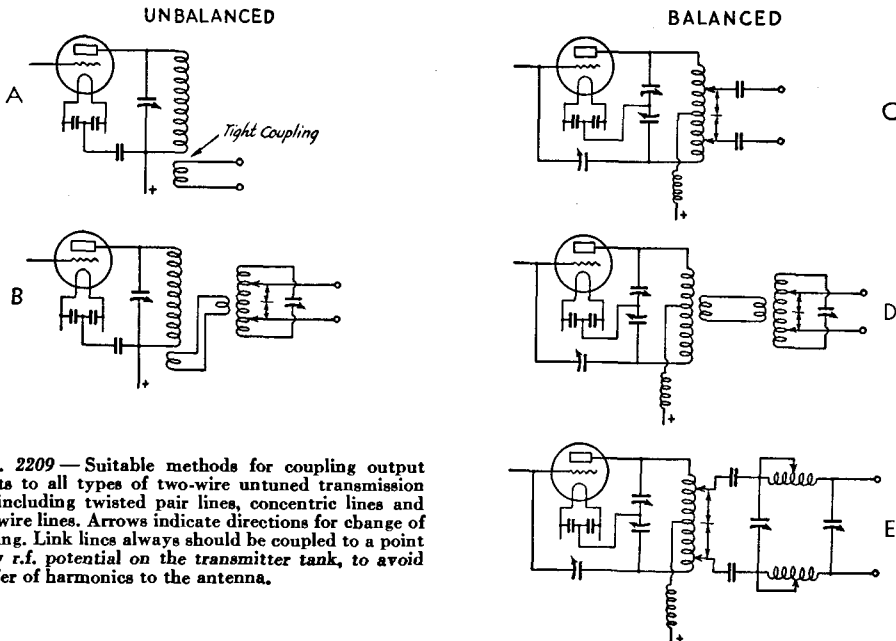 UNBALANCED
BALANCED
A
Tight Coupling
+
C
+
B
+
D
+
. 2209 — Suitable methods for coupling output
ts to all types of two-wire untuned transmission
including twisted pair lines, concentric lines and
wire lines. Arrows indicate directions for change of
ng. Link lines always should be coupled to a point
r.f. potential on the transmitter tank, to avoid
er of harmonics to the antenna.
E
+